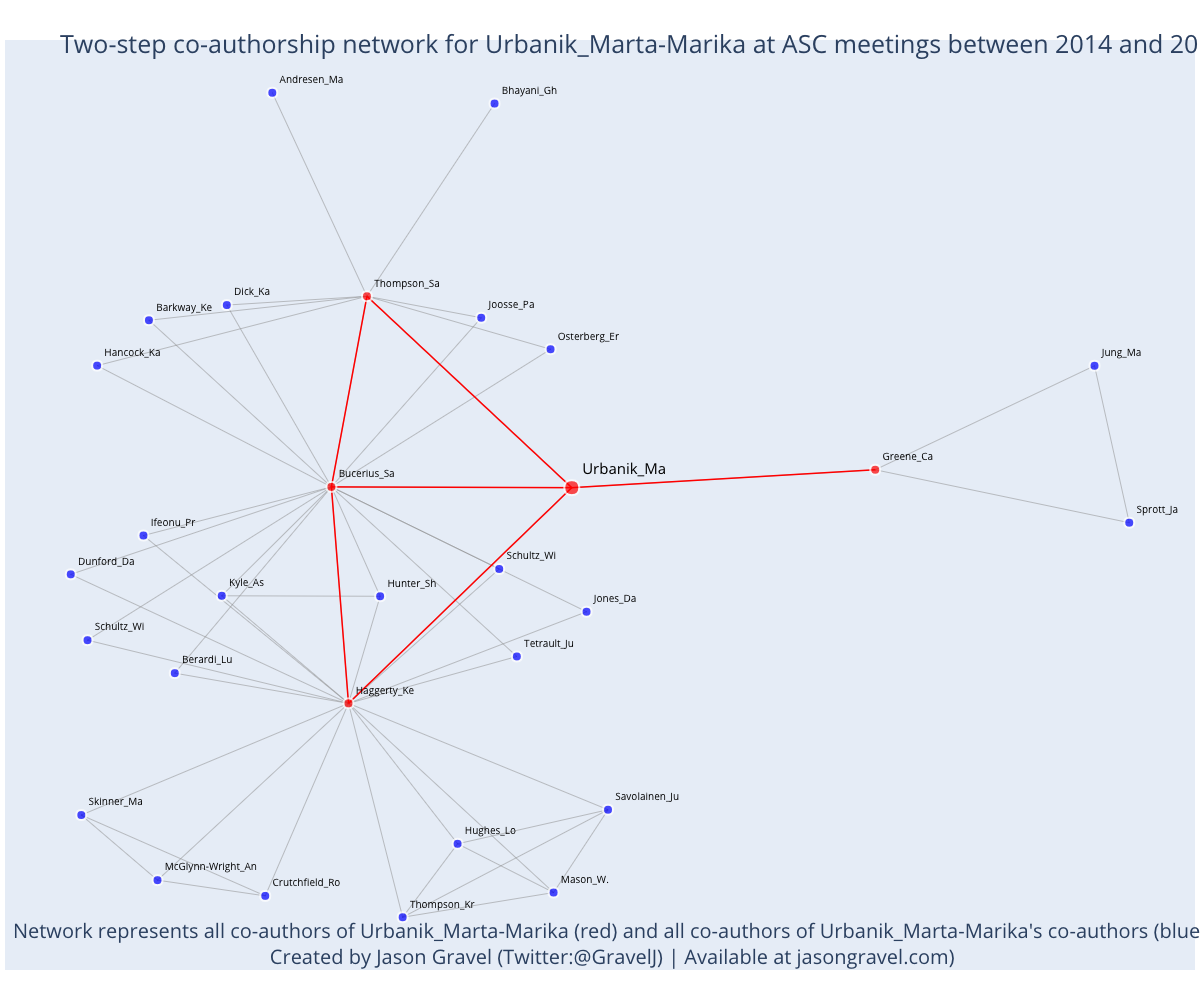 Two-step co-authorship network for Urbanik_Marta-Marika at ASC meetings between 2014 and 20
Andresen_Ma
Bhayani_Gh
Thompson_Sa
Dick_Ka
Barkway_Ke
Joosse_Pa
Osterberg_Er
Hancock_Ka
Jung_Ma
Greene_Ca
Urbanik_Ma
Bucerius_Sa
Sprott_Ja
Ifeonu_Pr
Schultz_Wi
Dunford_Da
Kyle_As
Hunter_Sh
Jones_Da
Schultz_Wi
Tetrault_Ju
Berardi_Lu
Haggerty_Ke
Savolainen_Ju
Skinner_Ma
Hughes_Lo
McGlynn-Wright_An
Crutchfield_Ro
Mason_W.
Thompson_Kr
Network represents all co-authors of Urbanik_Marta-Marika (red) and all co-authors of Urbanik_Marta-Marika's co-authors (blue
Created by Jason Gravel (Twitter:@GravelJ) | Available at jasongravel.com)